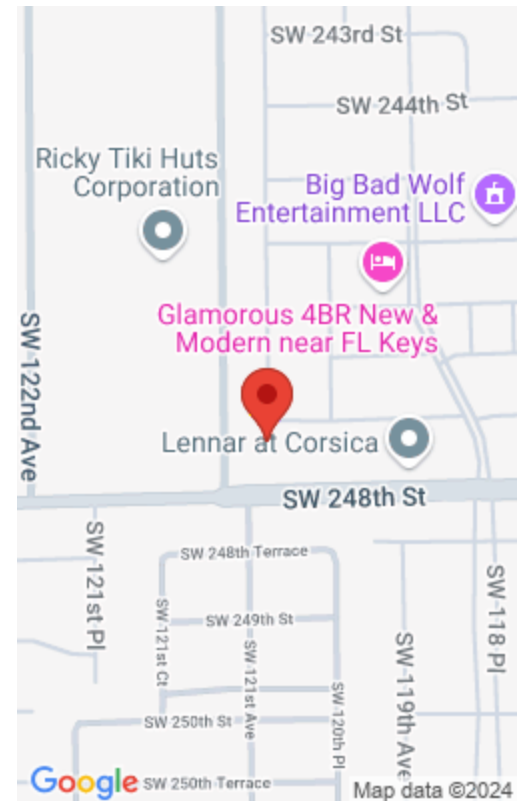 SW 243rd St
SW 244th St
Ricky Tiki Huts
Corporation
Big Bad Wolf
Entertainment LLC
Glamorous 4BR New &
Modern near FL Keys
SW 122nd Ave
Lennar at Corsica
SW 248th St
SW 121st Pl
SW 248th Terrace
SW 121st Ct
SW 249th St
SW 121st Ave
SW 120th Pl
SW 119th Ave
SW 118 Pl
SW 250th St
Google
SW 250th Terrace
Map data ©2024